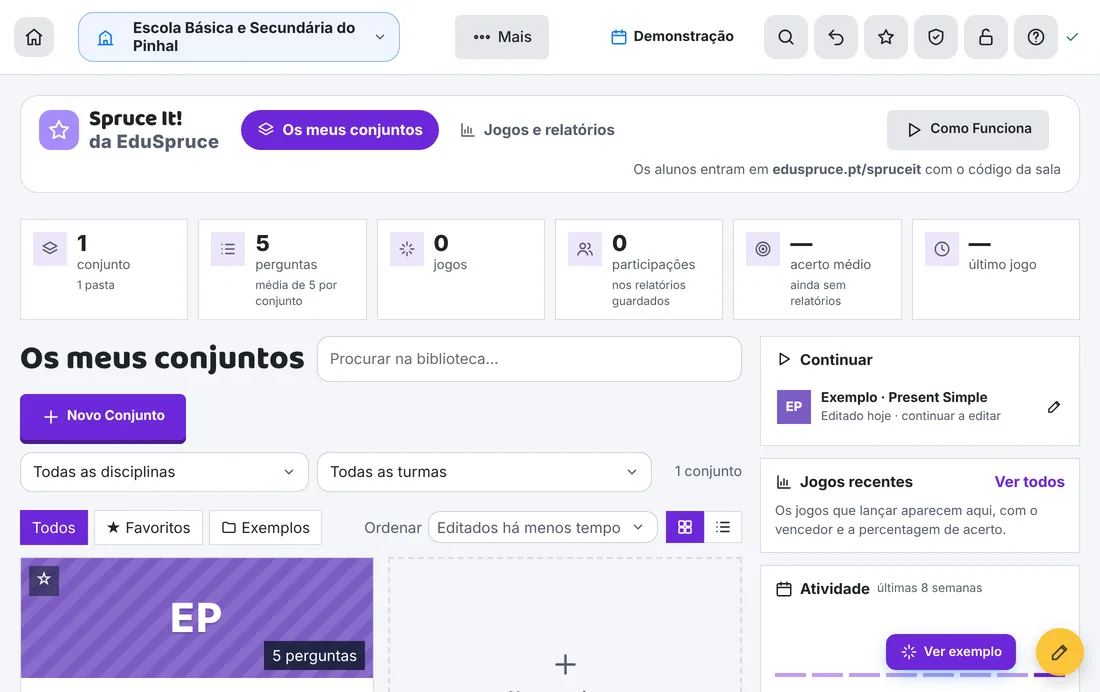 Escola Básica e Secundária do
Pinhal
Mais
Demonstração
Spruce It!
da EduSpruce
Os meus conjuntos
Jogos e relatórios
Como Funciona
Os alunos entram em eduspruce.pt/spruceit com o código da sala
1
conjunto
1 pasta
5
perguntas
média de 5 por
conjunto
0
jogos
0
participações
nos relatórios
guardados
—
acerto médio
ainda sem
relatórios
—
último jogo
Os meus conjuntos
Procurar na biblioteca...
Novo Conjunto
Todas as disciplinas
Todas as turmas
1 conjunto
Todos
★ Favoritos
Exemplos
Ordenar
Editados há menos tempo
EP
5 perguntas
Continuar
EP
Exemplo · Present Simple
Editado hoje · continuar a editar
Jogos recentes
Ver todos
Os jogos que lançar aparecem aqui, com o
vencedor e a percentagem de acerto.
Atividade
últimas 8 semanas
Ver exemplo